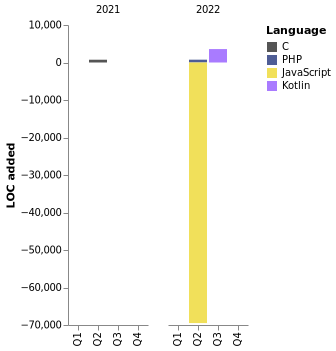 2021 2022
10,000
0
−10,000
−20,000
−30,000
−40,000
−50,000
−60,000
−70,000
LOC added
Q1 Q2 Q3 Q4 Q1 Q2 Q3 Q4
Language
C
PHP
JavaScript
Kotlin